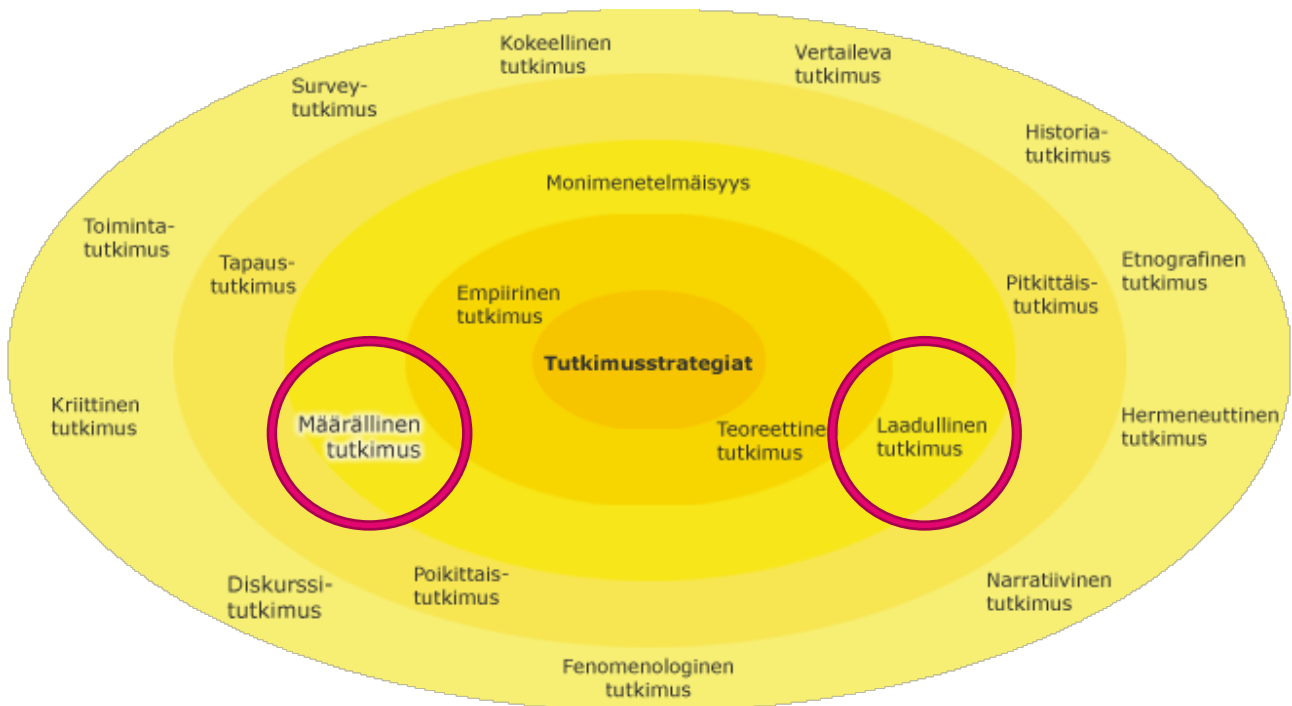 Kokeellinen
tutkimus
Vertaileva
tutkimus
Survey-
tutkimus
Historia-
tutkimus
Monimenetelmäisyys
Toiminta-
tutkimus
Tapaus-
tutkimus
Empiirinen
tutkimus
Pitkittäis-
tutkimus
Etnografinen
tutkimus
Tutkimusstrategiat
Kriittinen
tutkimus
Määrällinen
tutkimus
Teoreettine
tutkimus
Laadullinen
tutkimus
Hermeneuttinen
tutkimus
Diskurssi-
tutkimus
Poikittais-
tutkimus
Narratiivinen
tutkimus
Fenomenologinen
tutkimus